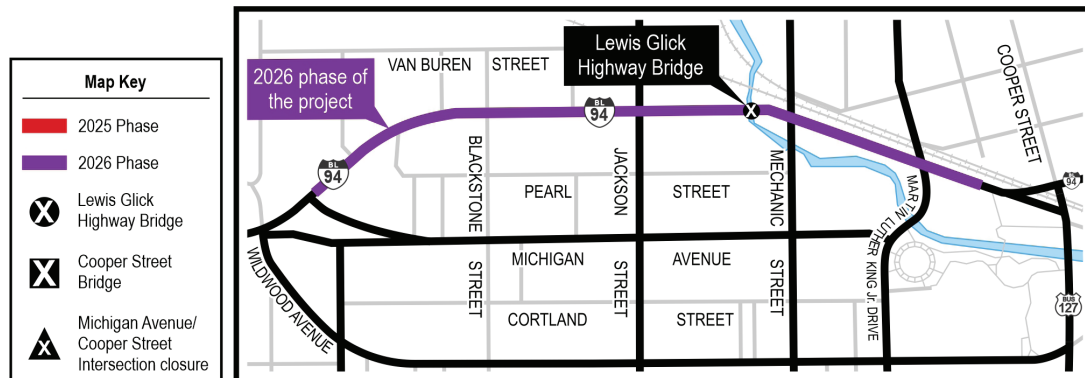 Map Key
2025 Phase
2026 Phase
X
Lewis Glick
Highway Bridge
X
Cooper Street
Bridge
X
Michigan Avenue/
Cooper Street
Intersection closure
2026 phase of
the project
Lewis Glick
Highway Bridge
VAN BUREN STREET
COOPER STREET
BL
94
BL
94
X
BLACKSTONE
STREET
JACKSON
STREET
MECHANIC
STREET
PEARL STREET
MARTIN LUTHER KING Jr. DRIVE
94
MICHIGAN AVENUE
WILDWOOD AVENUE
CORTLAND STREET
BUS
127